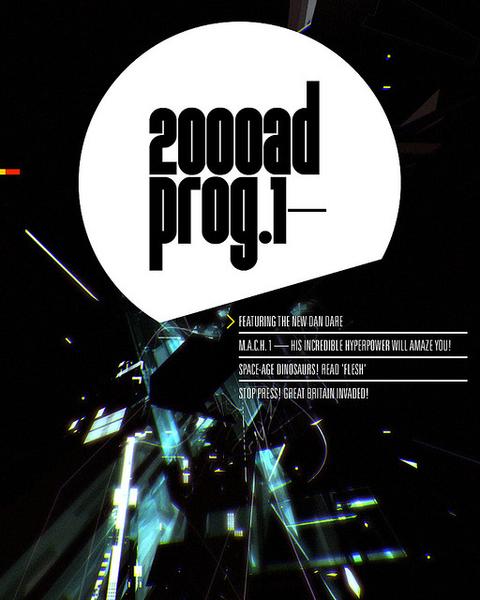 2000ad
prog.1—
FEATURING THE NEW DAN DARE
M.A.C.H. 1 — HIS INCREDIBLE HYPERPOWER WILL AMAZE YOU!
SPACE-AGE DINOSAURS! READ 'FLESH'
STOP PRESS! GREAT BRITAIN INVADED!